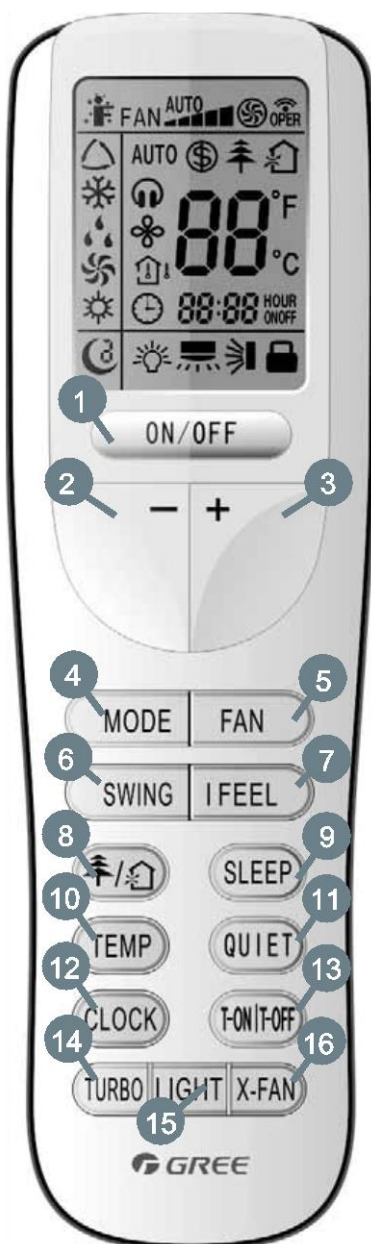 FAN AUTO OPER
AUTO
88 °F
°C
88:88 HOUR
ON OFF
1
ON/OFF
2 3
- +
4 5
MODE FAN
6 7
SWING I FEEL
8 9
/ SLEEP
10 11
TEMP QUIET
12 13
CLOCK T-ON|T-OFF
14 16
TURBO LIGHT X-FAN
15
GREE